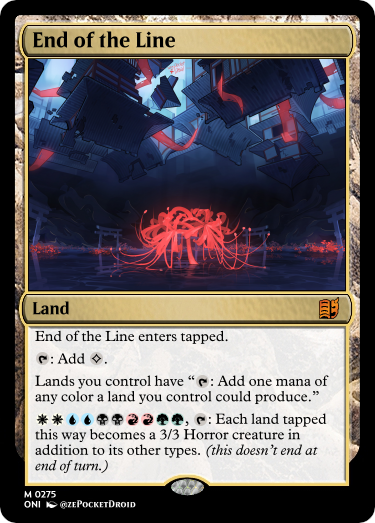 End of the Line
Land
End of the Line enters tapped.
: Add .
Lands you control have “: Add one mana of
any color a land you control could produce.”
, : Each land tapped
this way becomes a 3/3 Horror creature in
addition to its other types. (this doesn't end at
end of turn.)
M 0275
ONI @zePocketDroid